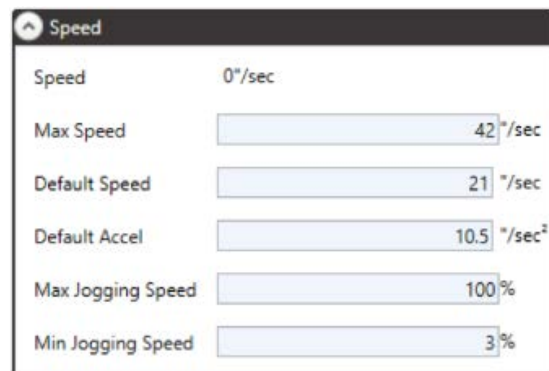 Speed
Speed 0"/sec
Max Speed 42 "/sec
Default Speed 21 "/sec
Default Accel 10.5 "/sec²
Max Jogging Speed 100 %
Min Jogging Speed 3 %